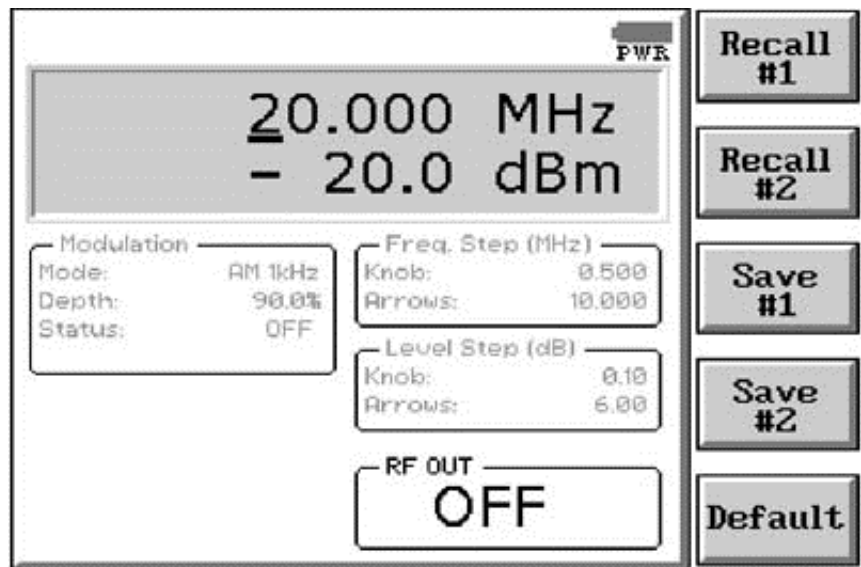 PWR
20.000 MHz
- 20.0 dBm
Modulation
Mode: AM 1kHz
Depth: 90.0%
Status: OFF
Freq. Step (MHz)
Knob: 0.500
Arrows: 10.000
Level Step (dB)
Knob: 0.10
Arrows: 6.00
RF OUT
OFF
Recall
#1
Recall
#2
Save
#1
Save
#2
Default